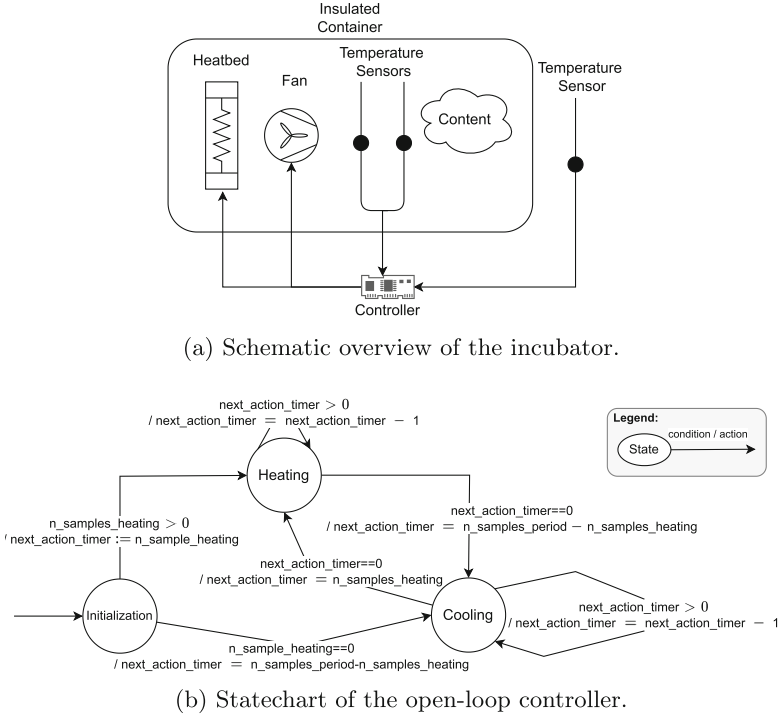 Insulated
Container
Heatbed
Fan
Temperature
Sensors
Content
Temperature
Sensor
Controller
(a) Schematic overview of the incubator.
next_action_timer > 0
/ next_action_timer = next_action_timer − 1
Legend:
State
condition / action
Heating
n_samples_heating > 0
/ next_action_timer := n_sample_heating
next_action_timer==0
/ next_action_timer = n_samples_period − n_samples_heating
next_action_timer==0
/ next_action_timer = n_samples_heating
Initialization
Cooling
next_action_timer > 0
/ next_action_timer = next_action_timer − 1
n_sample_heating==0
/ next_action_timer = n_samples_period-n_samples_heating
(b) Statechart of the open-loop controller.